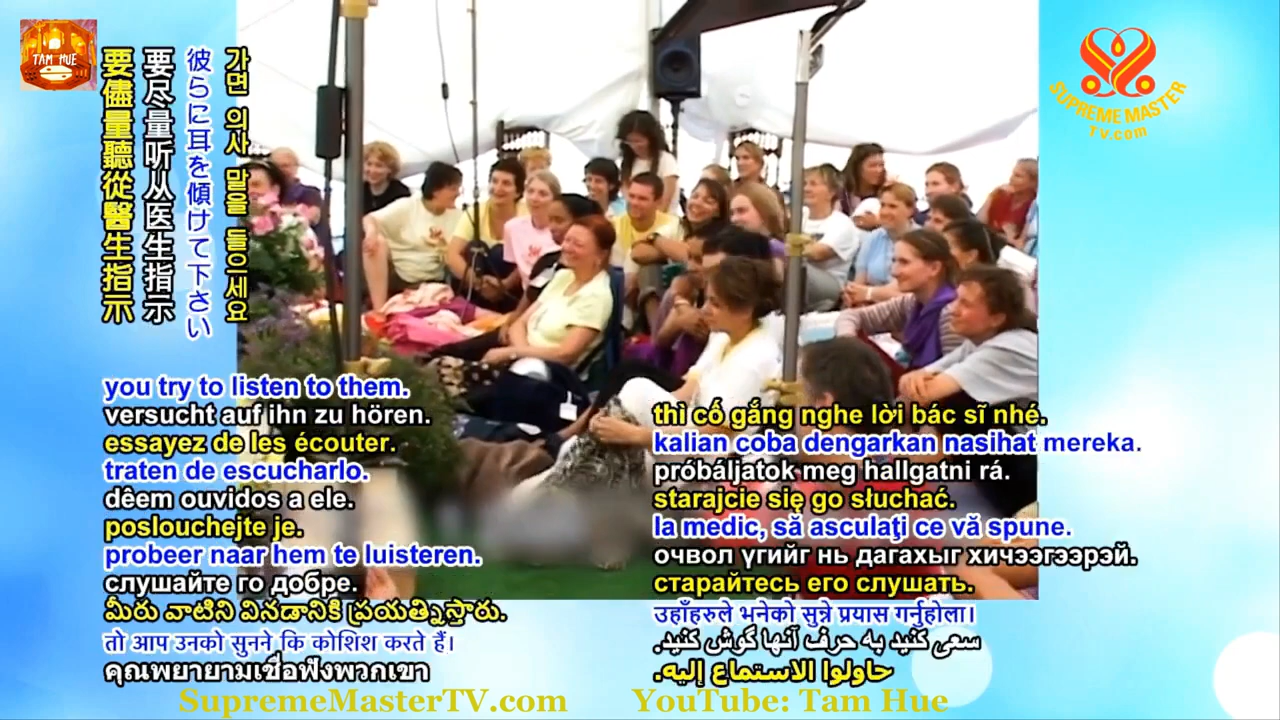 TAM HUE
要儘量聽從醫生指示
要尽量听从医生指示
彼らに耳を傾けて下さい
가면 의사 말을 들으세요
SUPREME MASTER
TV.com
you try to listen to them.
versucht auf ihn zu hören.
essayez de les écouter.
traten de escucharlo.
dêem ouvidos a ele.
poslouchejte je.
probeer naar hem te luisteren.
слушайте го добре.
మీరు వాటిని వినడానికి ప్రయత్నిస్తారు.
तो आप उनको सुनने कि कोशिश करते हैं।
คุณพยายามเชื่อฟังพวกเขา
thì cố gắng nghe lời bác sĩ nhé.
kalian coba dengarkan nasihat mereka.
próbáljatok meg hallgatni rá.
starajcie się go słuchać.
la medic, să asculaţi ce vă spune.
очвол үгийг нь дагахыг хичээгээрэй.
старайтесь его слушать.
उहाँहरुले भनेको सुन्ने प्रयास गर्नुहोला।
سعی کنید به حرف آنها گوش کنید.
حاولوا الاستماع إليه.
SupremeMasterTV.com
YouTube: Tam Hue